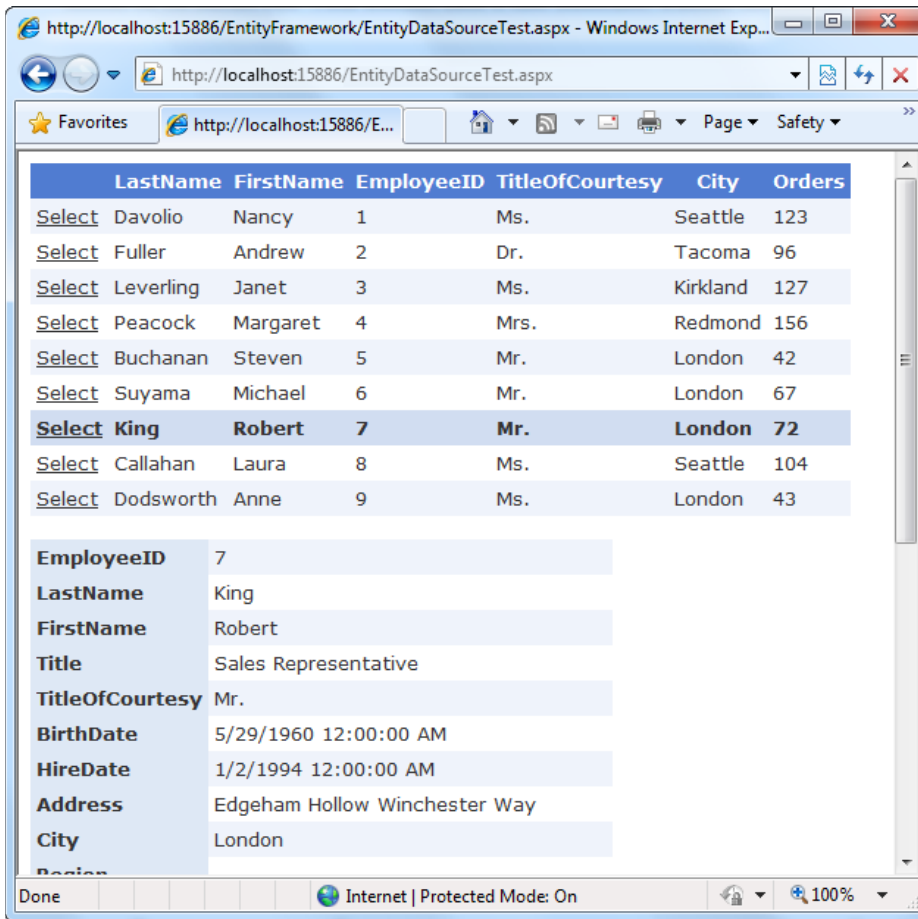 http://localhost:15886/EntityFramework/EntityDataSourceTest.aspx - Windows Internet Exp...
http://localhost:15886/EntityDataSourceTest.aspx
Favorites http://localhost:15886/E... Page Safety »
LastName FirstName EmployeeID TitleOfCourtesy City Orders
Select Davolio Nancy 1 Ms. Seattle 123
Select Fuller Andrew 2 Dr. Tacoma 96
Select Leverling Janet 3 Ms. Kirkland 127
Select Peacock Margaret 4 Mrs. Redmond 156
Select Buchanan Steven 5 Mr. London 42
Select Suyama Michael 6 Mr. London 67
Select King Robert 7 Mr. London 72
Select Callahan Laura 8 Ms. Seattle 104
Select Dodsworth Anne 9 Ms. London 43
EmployeeID 7
LastName King
FirstName Robert
Title Sales Representative
TitleOfCourtesy Mr.
BirthDate 5/29/1960 12:00:00 AM
HireDate 1/2/1994 12:00:00 AM
Address Edgeham Hollow Winchester Way
City London
Region
Done Internet | Protected Mode: On 100%